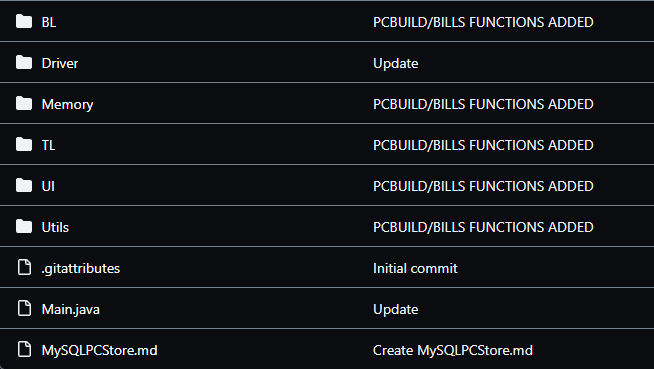 BL PCBUILD/BILLS FUNCTIONS ADDED
Driver Update
Memory PCBUILD/BILLS FUNCTIONS ADDED
TL PCBUILD/BILLS FUNCTIONS ADDED
UI PCBUILD/BILLS FUNCTIONS ADDED
Utils PCBUILD/BILLS FUNCTIONS ADDED
.gitattributes Initial commit
Main.java Update
MySQLPCStore.md Create MySQLPCStore.md